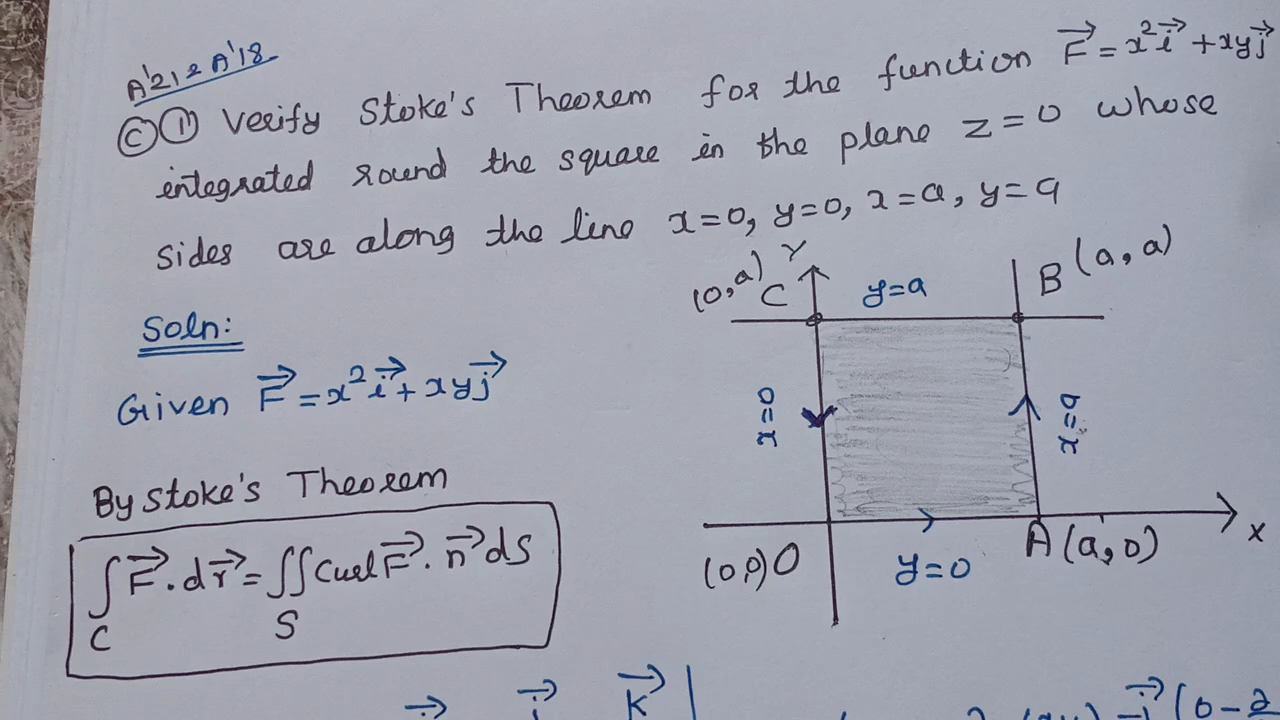 A'21, 2 A'18
Ⓒ ① Verify Stoke's Theorem for the function F⃗ = x²i⃗ + xyj⃗
integrated round the square in the plane z=0 whose
sides are along the line x=0, y=0, x=a, y=a
Soln:
Given F⃗ = x²i⃗ + xyj⃗
By Stoke's Theorem
∫F⃗.dr⃗ = ∬Curl F⃗. n⃗ dS
C S
(0,a) C Y
y=a
B (a, a)
x=0
x=a
(0,0) O
y=0
A (a, 0)
X
K⃗